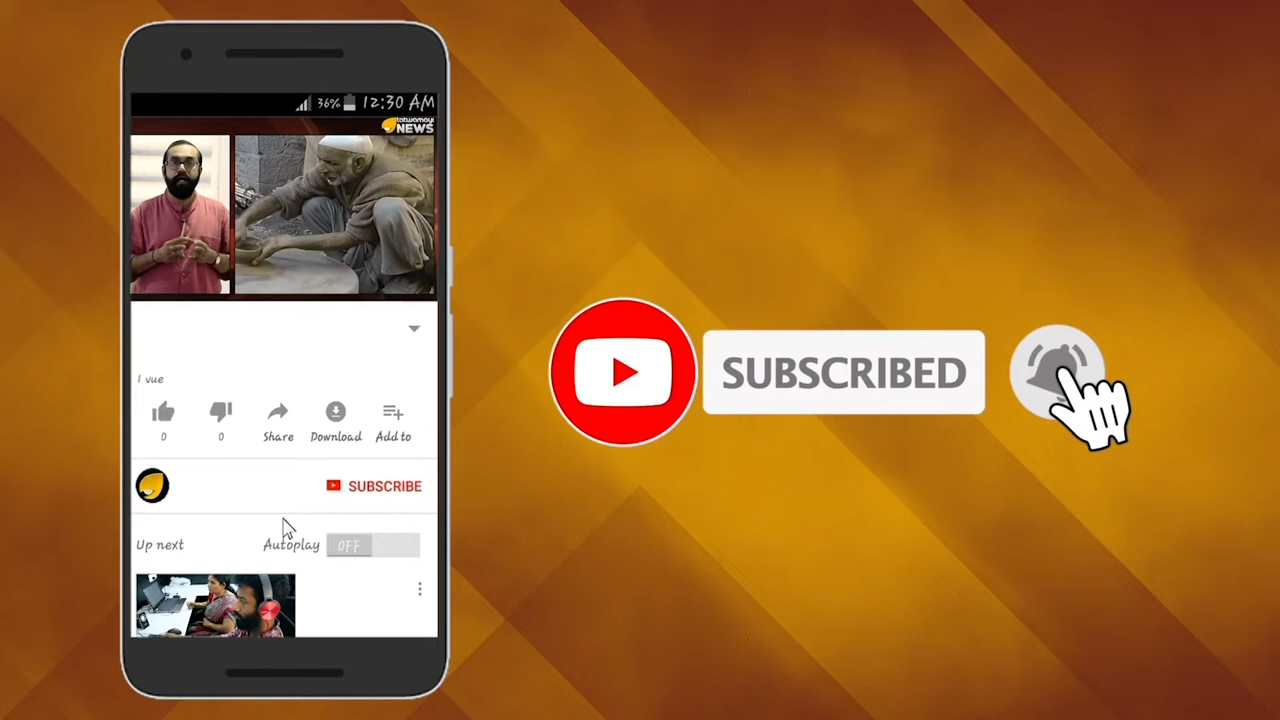 36% 12:30 AM
tatwamayi
NEWS
1 vue
0 0 Share Download Add to
SUBSCRIBE
Up next Autoplay OFF
SUBSCRIBED